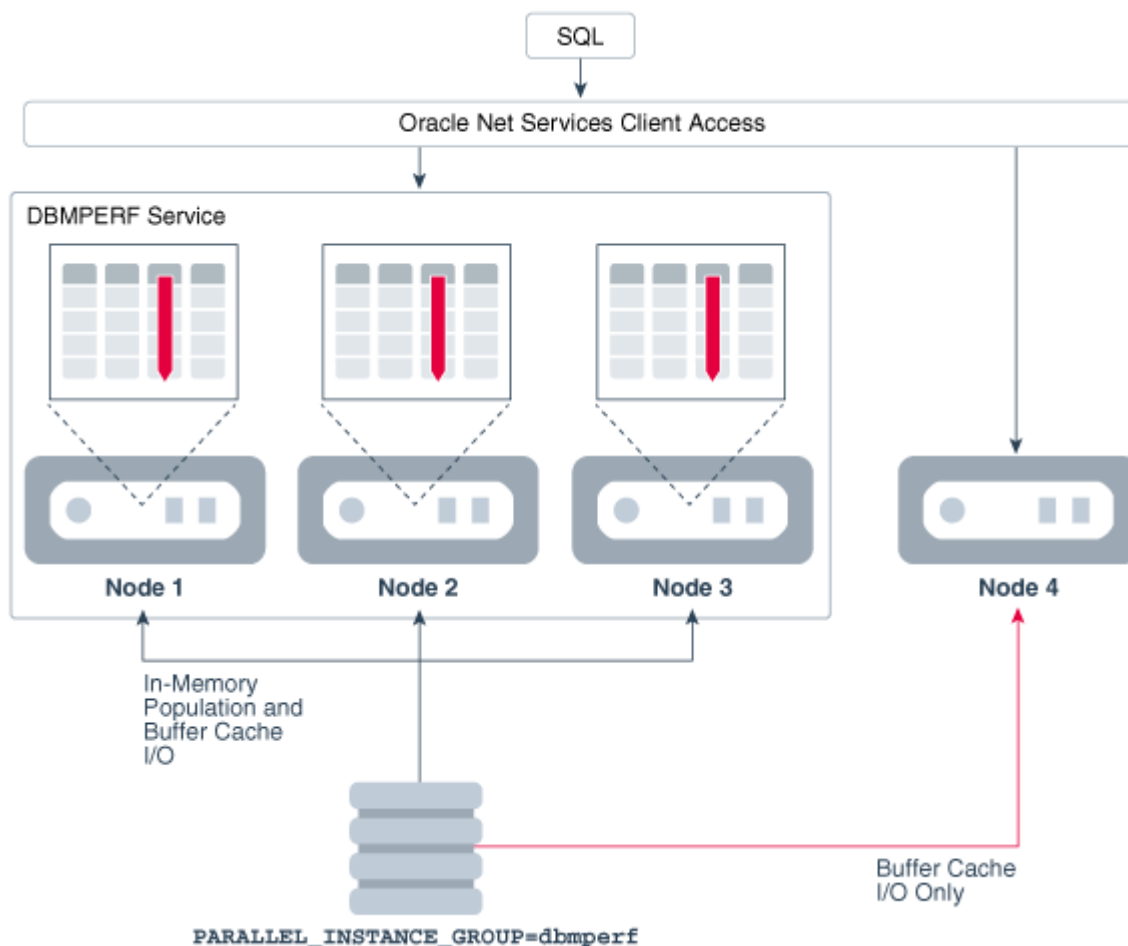 SQL
Oracle Net Services Client Access
DBMPERF Service
Node 1
Node 2
Node 3
Node 4
In-Memory
Population and
Buffer Cache
I/O
Buffer Cache
I/O Only
PARALLEL_INSTANCE_GROUP=dbmperf